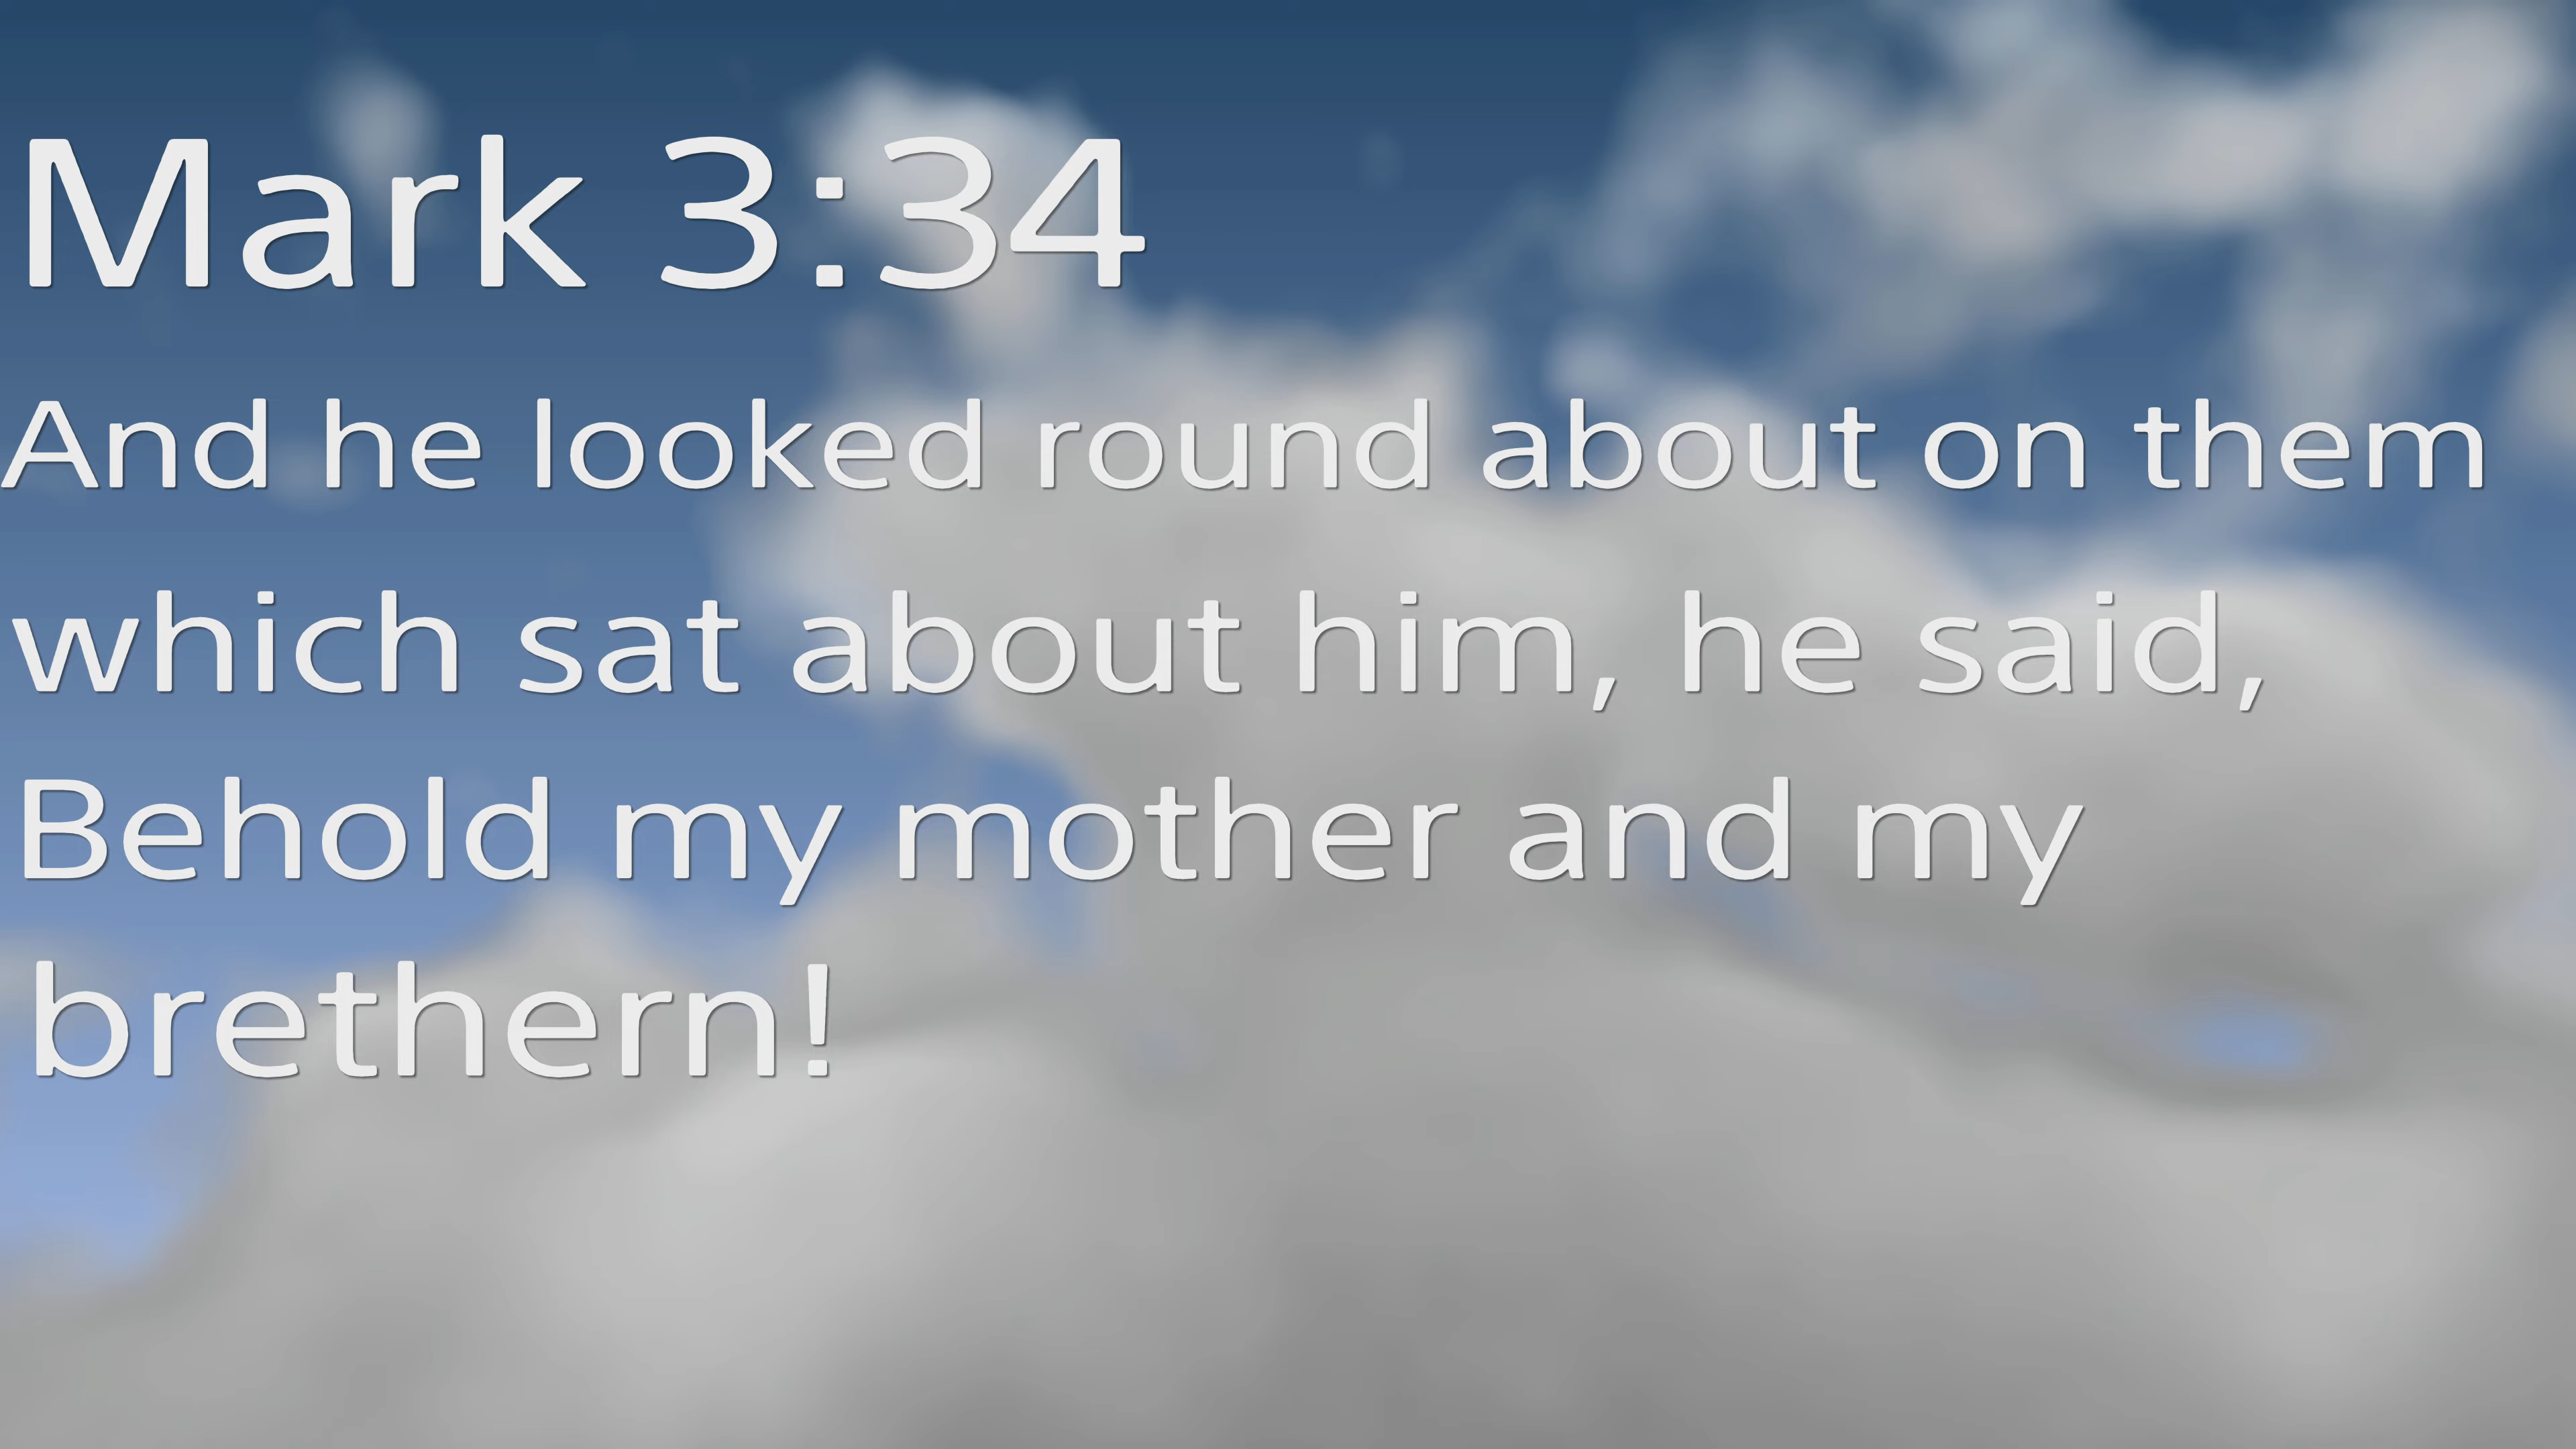 Mark 3:34
And he looked round about on them
which sat about him, he said,
Behold my mother and my
brethern!